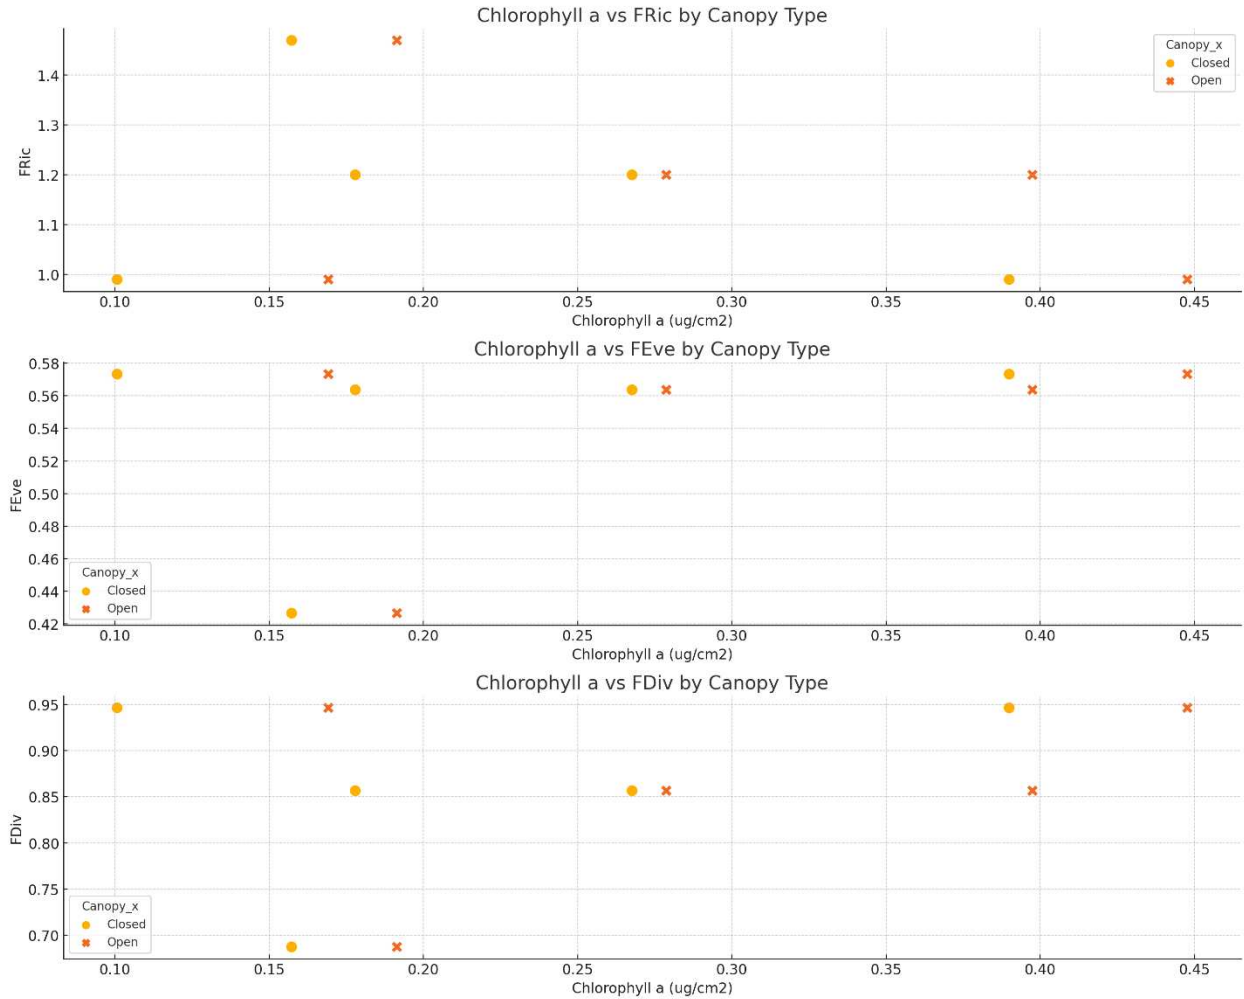 Chlorophyll a vs FRic by Canopy Type
Canopy_x
Closed
Open
1.4
1.3
1.2
1.1
1.0
FRic
0.10 0.15 0.20 0.25 0.30 0.35 0.40 0.45
Chlorophyll a (ug/cm2)
Chlorophyll a vs FEve by Canopy Type
0.58
0.56
0.54
0.52
0.50
0.48
0.46
0.44
0.42
FEve
Canopy_x
Closed
Open
0.10 0.15 0.20 0.25 0.30 0.35 0.40 0.45
Chlorophyll a (ug/cm2)
Chlorophyll a vs FDiv by Canopy Type
0.95
0.90
0.85
0.80
0.75
0.70
FDiv
Canopy_x
Closed
Open
0.10 0.15 0.20 0.25 0.30 0.35 0.40 0.45
Chlorophyll a (ug/cm2)